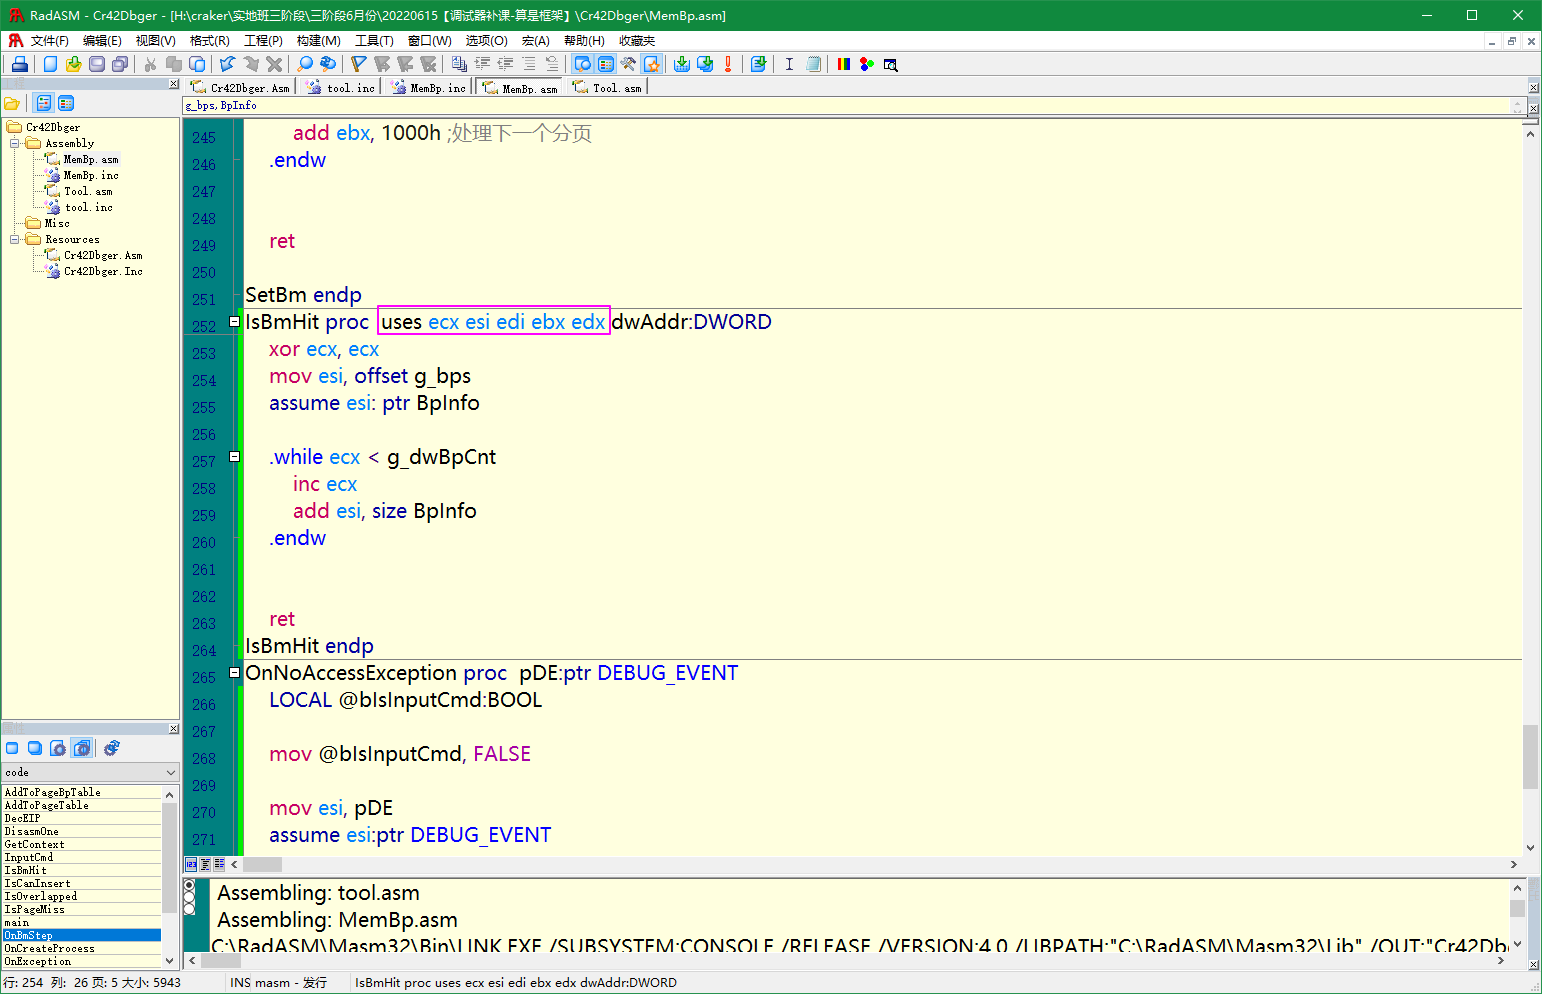 RadASM - Cr42Dbger - [H:\craker\实地班三阶段\三阶段6月份\20220615【调试器补课-算是框架】\Cr42Dbger\MemBp.asm]
文件(F) 编辑(E) 视图(V) 格式(R) 工程(P) 构建(M) 工具(T) 窗口(W) 选项(O) 宏(A) 帮助(H) 收藏夹
Cr42Dbger.Asm tool.inc MemBp.inc MemBp.asm Tool.asm
g_bps,BpInfo
Cr42Dbger
Assembly
MemBp.asm
MemBp.inc
Tool.asm
tool.inc
Misc
Resources
Cr42Dbger.Asm
Cr42Dbger.Inc
code
AddToPageBpTable
AddToPageTable
DecEIP
DisasmOne
GetContext
InputCmd
IsBmHit
IsCanInsert
IsOverlapped
IsPageMiss
main
OnBmStep
OnCreateProcess
OnException
245 add ebx, 1000h ;处理下一个分页
246 .endw
247
248
249 ret
250
251 SetBm endp
252 IsBmHit proc uses ecx esi edi ebx edx dwAddr:DWORD
253 xor ecx, ecx
254 mov esi, offset g_bps
255 assume esi: ptr BpInfo
256
257 .while ecx < g_dwBpCnt
258 inc ecx
259 add esi, size BpInfo
260 .endw
261
262
263 ret
264 IsBmHit endp
265 OnNoAccessException proc pDE:ptr DEBUG_EVENT
266 LOCAL @bIsInputCmd:BOOL
267
268 mov @bIsInputCmd, FALSE
269
270 mov esi, pDE
271 assume esi:ptr DEBUG_EVENT
Assembling: tool.asm
Assembling: MemBp.asm
C:\RadASM\Masm32\Bin\LINK.EXE /SUBSYSTEM:CONSOLE /RELEASE /VERSION:4.0 /LIBPATH:"C:\RadASM\Masm32\Lib" /OUT:"Cr42Db
行: 254 列: 26 页: 5 大小: 5943 INS masm - 发行 IsBmHit proc uses ecx esi edi ebx edx dwAddr:DWORD